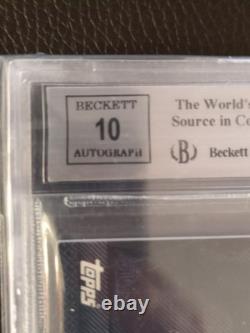 BECKETT
10
AUTOGRAPH
The World's
Source in Co
B
Beckett
topps